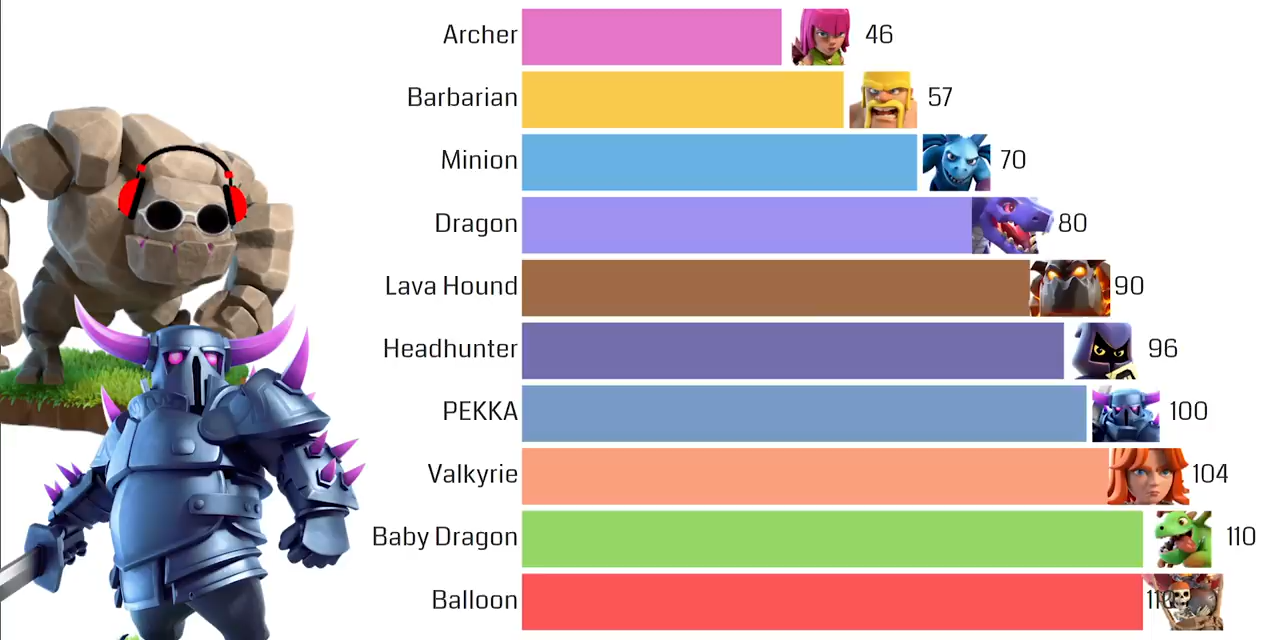 Archer 46
Barbarian 57
Minion 70
Dragon 80
Lava Hound 90
Headhunter 96
PEKKA 100
Valkyrie 104
Baby Dragon 110
Balloon